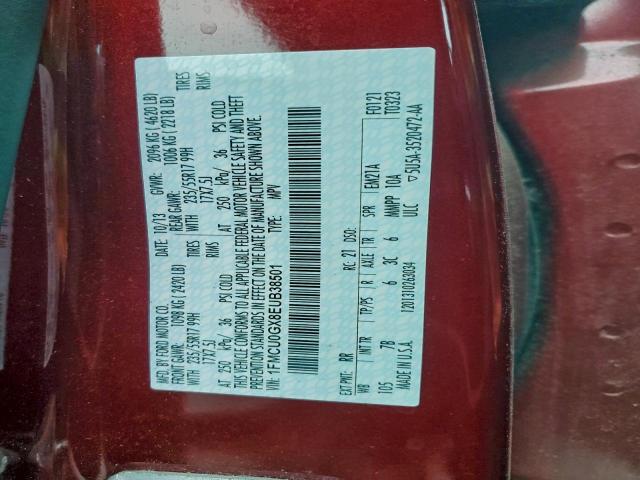 MFD. BY FORD MOTOR CO.
DATE: 10/13 GVWR: 2096 KG ( 4620 LB)
FRONT GAWR: 1098 KG ( 2420 LB) REAR GAWR: 1006 KG ( 2218 LB)
WITH 235/55R17 99H TIRES WITH 235/55R17 99H TIRES
17X7.5J RIMS 17X7.5J RIMS
AT 250 kPa/ 36 PSI COLD AT 250 kPa/ 36 PSI COLD
THIS VEHICLE CONFORMS TO ALL APPLICABLE FEDERAL MOTOR VEHICLE SAFETY AND THEFT
PREVENTION STANDARDS IN EFFECT ON THE DATE OF MANUFACTURE SHOWN ABOVE.
VIN: 1FMCU0GX8EUB38501 TYPE: MPV
EXT PNT: RR RC: 21 DSO: F0121
WB INT TR TP/PS R AXLE TR SPR EM21A T0323
105 7B 6 3C 6 MMPP 10A
MADE IN U.S.A. 1201310263034 ULC ▽5U5A-3520472-AA